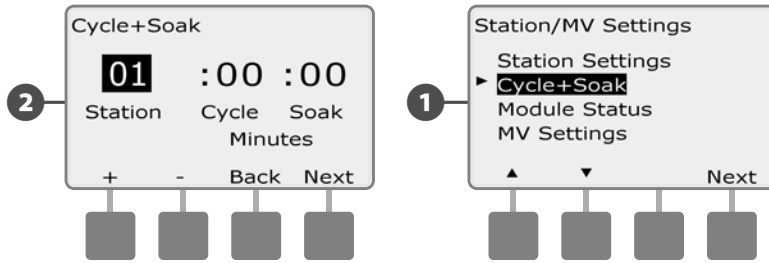 2
Cycle+Soak
01 :00 :00
Station Cycle Soak
Minutes
+ - Back Next
1
Station/MV Settings
Station Settings
► Cycle+Soak
Module Status
MV Settings
▲ ▼ Next